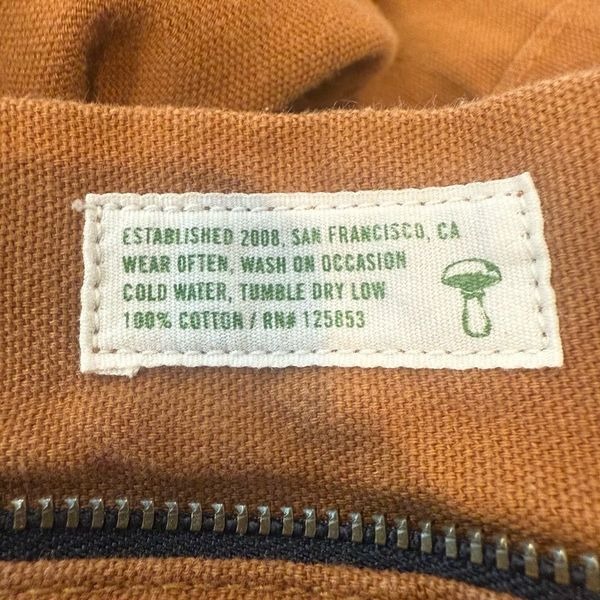 ESTABLISHED 2008, SAN FRANCISCO, CA
WEAR OFTEN, WASH ON OCCASION
COLD WATER, TUMBLE DRY LOW
100% COTTON / RN# 125853